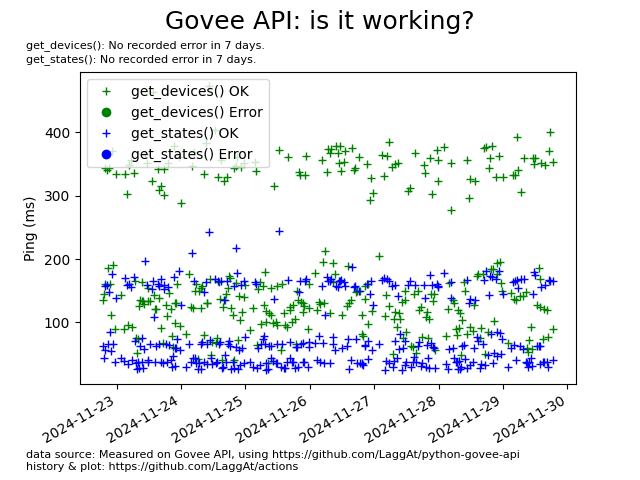 Govee API: is it working?
get_devices(): No recorded error in 7 days.
get_states(): No recorded error in 7 days.
get_devices() OK
get_devices() Error
get_states() OK
get_states() Error
Ping (ms)
400
300
200
100
2024-11-23
2024-11-24
2024-11-25
2024-11-26
2024-11-27
2024-11-28
2024-11-29
2024-11-30
data source: Measured on Govee API, using https://github.com/LaggAt/python-govee-api
history & plot: https://github.com/LaggAt/actions